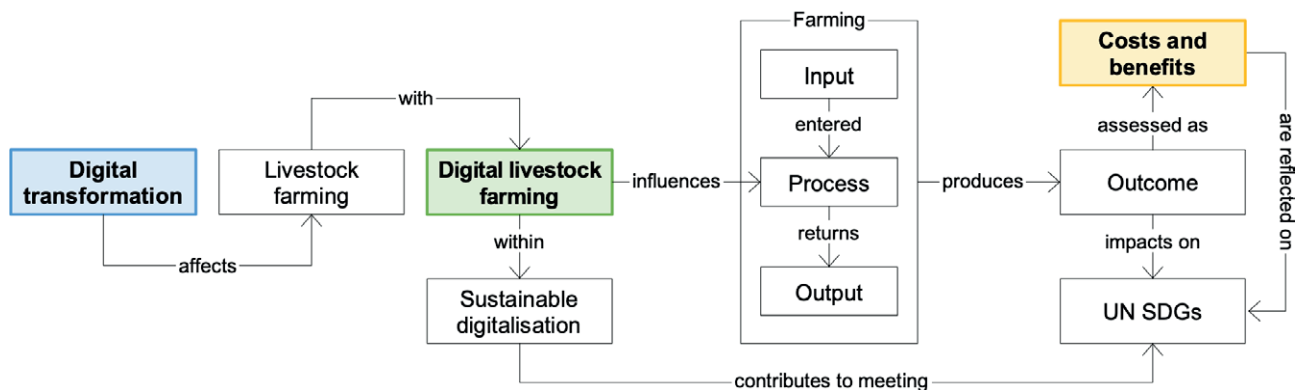 Farming
Costs and
benefits
Input
with
entered
assessed as
are reflected on
Digital
transformation
Livestock
farming
Digital livestock
farming
influences
Process
produces
Outcome
affects
within
returns
impacts on
Sustainable
digitalisation
Output
UN SDGs
contributes to meeting